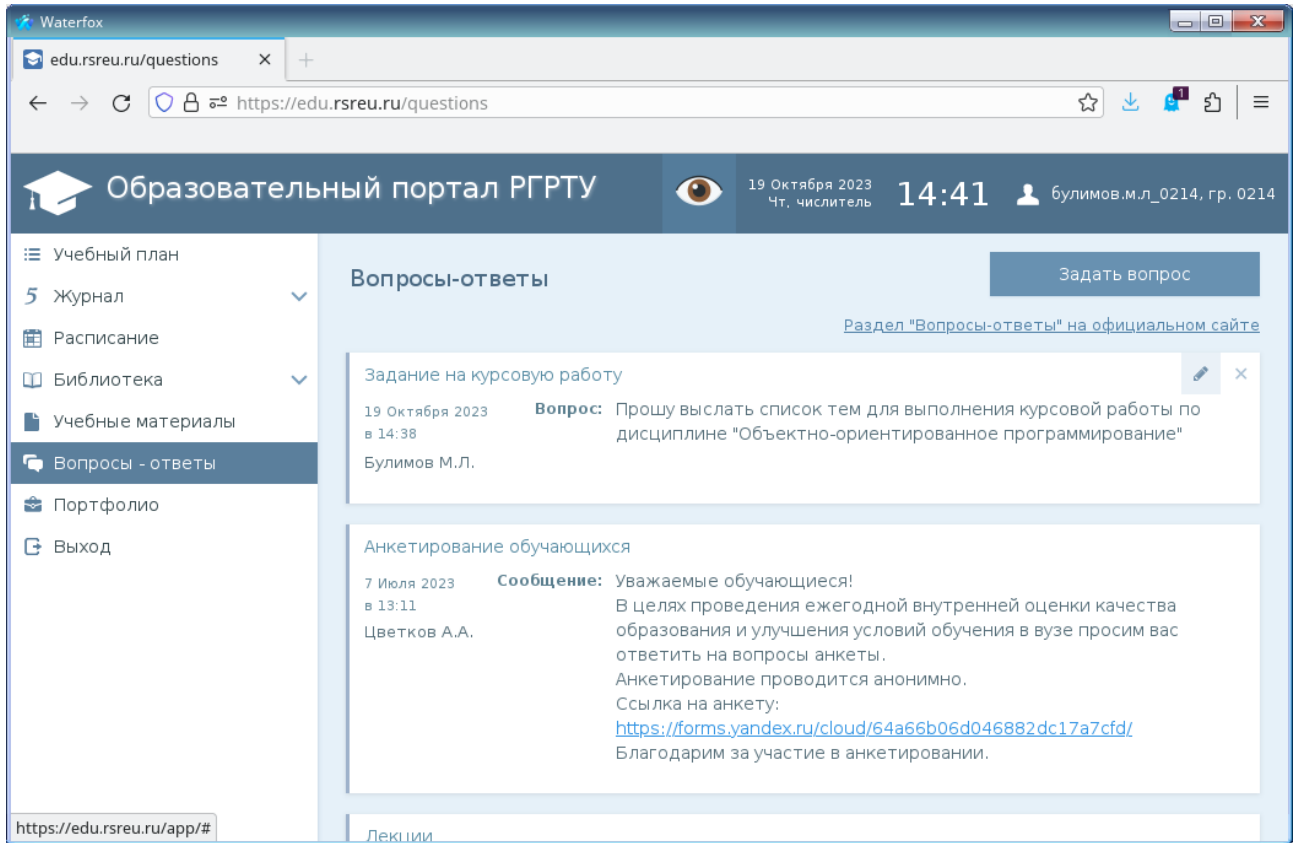 Waterfox
edu.rsreu.ru/questions
https://edu.rsreu.ru/questions
1
Образовательный портал РГРТУ
19 Октября 2023
Чт, числитель
14:41
булимов.м.л_0214, гр. 0214
Учебный план
5 Журнал
Расписание
Библиотека
Учебные материалы
Вопросы - ответы
Портфолио
Выход
Вопросы-ответы
Задать вопрос
Раздел "Вопросы-ответы" на официальном сайте
Задание на курсовую работу
19 Октября 2023
в 14:38
Булимов М.Л.
Вопрос: Прошу выслать список тем для выполнения курсовой работы по
дисциплине "Объектно-ориентированное программирование"
Анкетирование обучающихся
7 Июля 2023
в 13:11
Цветков А.А.
Сообщение: Уважаемые обучающиеся!
В целях проведения ежегодной внутренней оценки качества
образования и улучшения условий обучения в вузе просим вас
ответить на вопросы анкеты.
Анкетирование проводится анонимно.
Ссылка на анкету:
https://forms.yandex.ru/cloud/64a66b06d046882dc17a7cfd/
Благодарим за участие в анкетировании.
Лекции
https://edu.rsreu.ru/app/#